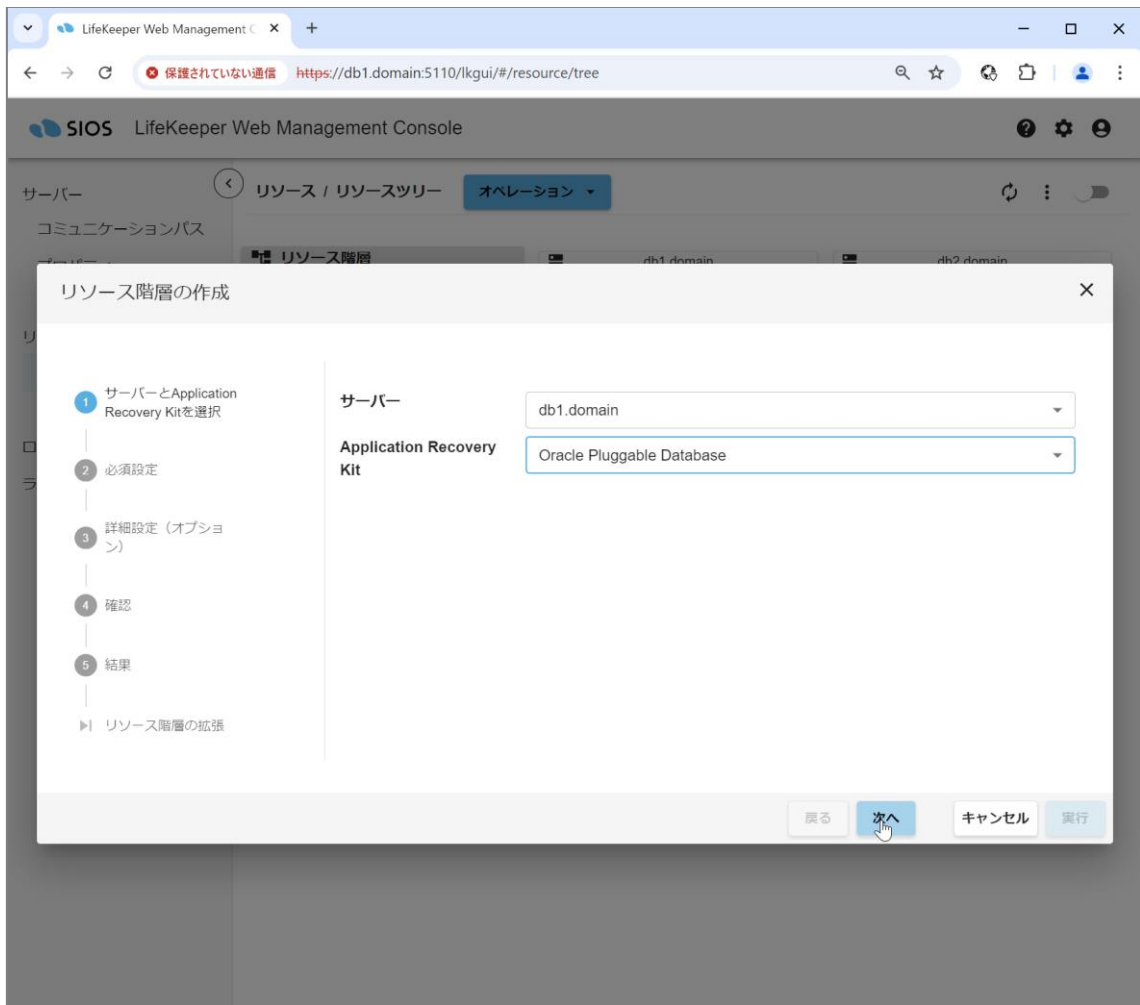 LifeKeeper Web Management C
保護されていない通信 https://db1.domain:5110/lkgui/#/resource/tree
SIOS LifeKeeper Web Management Console
サーバー
リソース / リソースツリー オペレーション
コミュニケーションパス
リソース階層 db1.domain db2.domain
リソース階層の作成
1 サーバーとApplication
Recovery Kitを選択
サーバー db1.domain
Application Recovery
Kit
Oracle Pluggable Database
2 必須設定
3 詳細設定（オプショ
ン）
4 確認
5 結果
リソース階層の拡張
戻る 次へ キャンセル 実行